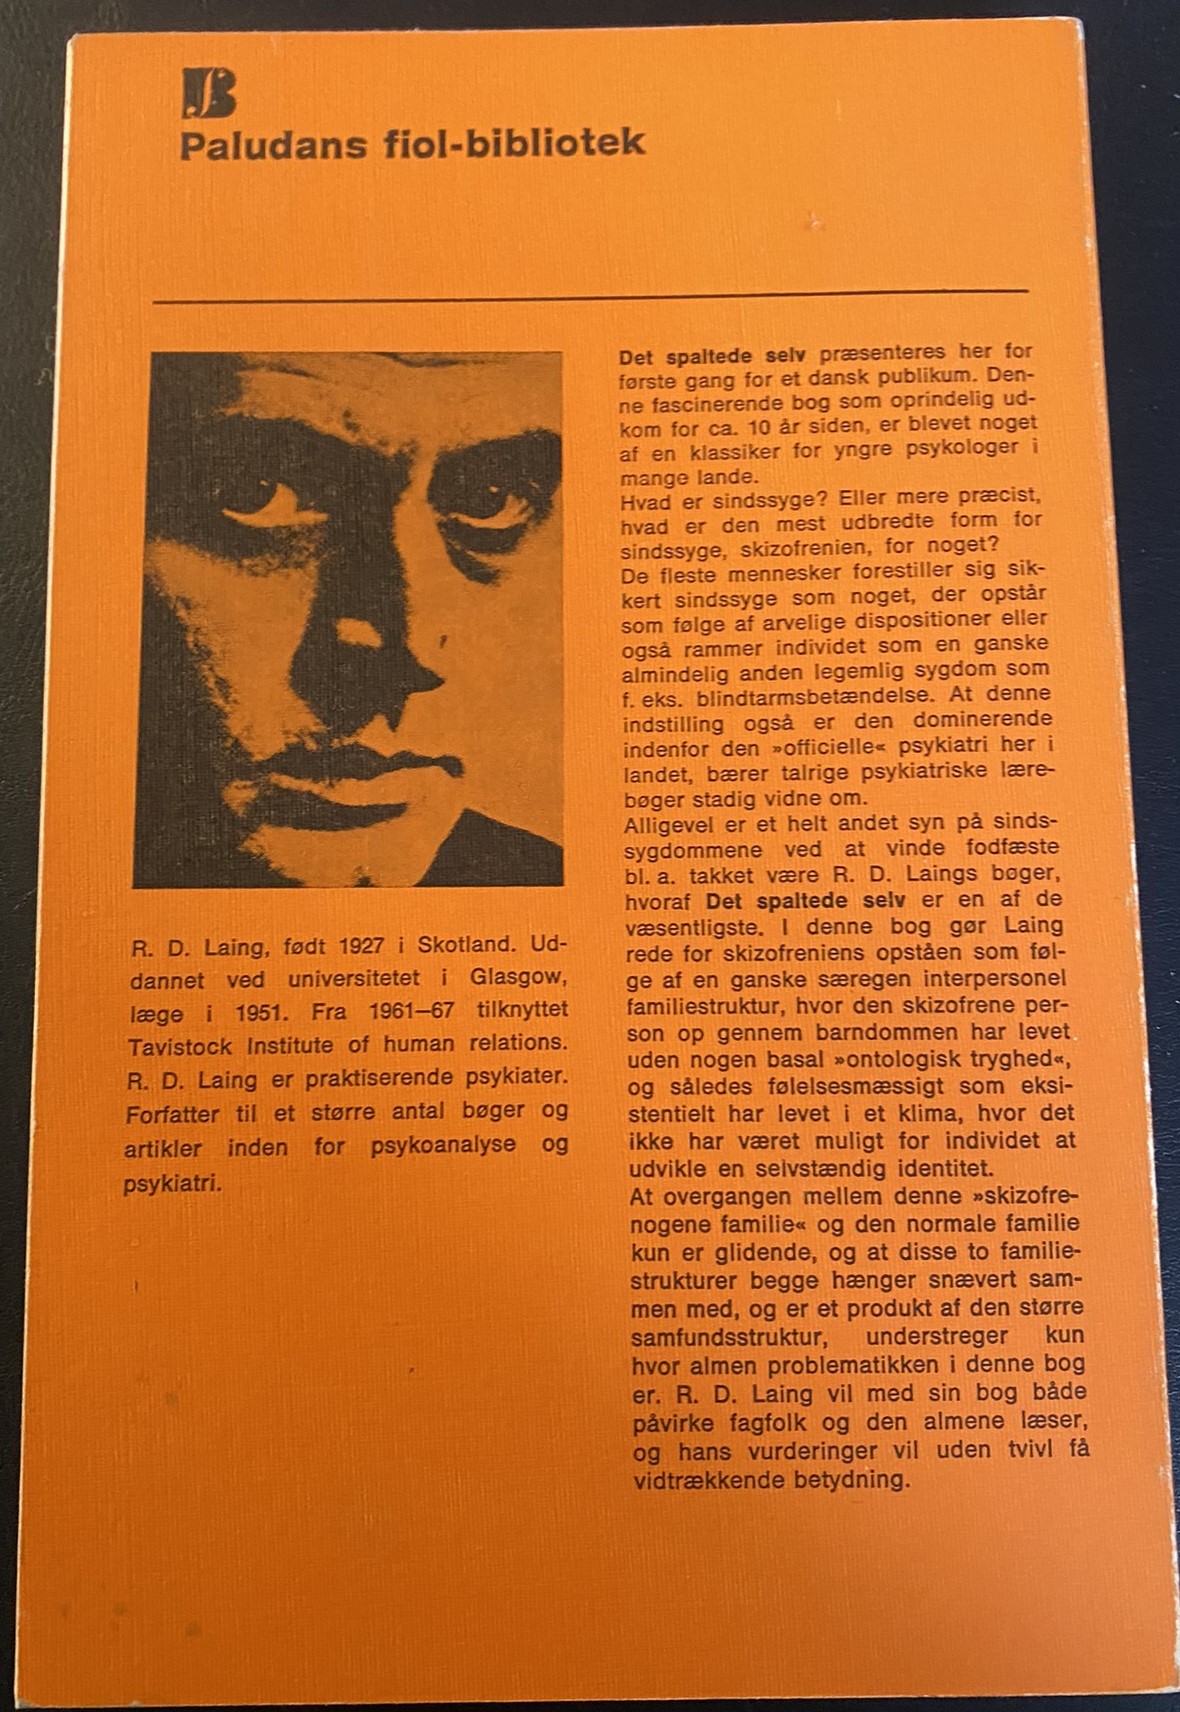 Paludans fiol-bibliotek
R. D. Laing, født 1927 i Skotland. Ud-
dannet ved universitetet i Glasgow,
læge i 1951. Fra 1961–67 tilknyttet
Tavistock Institute of human relations.
R. D. Laing er praktiserende psykiater.
Forfatter til et større antal bøger og
artikler inden for psykoanalyse og
psykiatri.
Det spaltede selv præsenteres her for
første gang for et dansk publikum. Den-
ne fascinerende bog som oprindelig ud-
kom for ca. 10 år siden, er blevet noget
af en klassiker for yngre psykologer i
mange lande.
Hvad er sindssyge? Eller mere præcist,
hvad er den mest udbredte form for
sindssyge, skizofrenien, for noget?
De fleste mennesker forestiller sig sik-
kert sindssyge som noget, der opstår
som følge af arvelige dispositioner eller
også rammer individet som en ganske
almindelig anden legemlig sygdom som
f. eks. blindtarmsbetændelse. At denne
indstilling også er den dominerende
indenfor den »officielle« psykiatri her i
landet, bærer talrige psykiatriske lære-
bøger stadig vidne om.
Alligevel er et helt andet syn på sinds-
sygdommene ved at vinde fodfæste
bl. a. takket være R. D. Laings bøger,
hvoraf Det spaltede selv er en af de
væsentligste. I denne bog gør Laing
rede for skizofreniens opståen som føl-
ge af en ganske særegen interpersonel
familiestruktur, hvor den skizofrene per-
son op gennem barndommen har levet
uden nogen basal »ontologisk tryghed«,
og således følelsesmæssigt som eksi-
stentielt har levet i et klima, hvor det
ikke har været muligt for individet at
udvikle en selvstændig identitet.
At overgangen mellem denne »skizofre-
nogene familie« og den normale familie
kun er glidende, og at disse to familie-
strukturer begge hænger snævert sam-
men med, og er et produkt af den større
samfundsstruktur, understreger kun
hvor almen problematikken i denne bog
er. R. D. Laing vil med sin bog både
påvirke fagfolk og den almene læser,
og hans vurderinger vil uden tvivl få
vidtrækkende betydning.